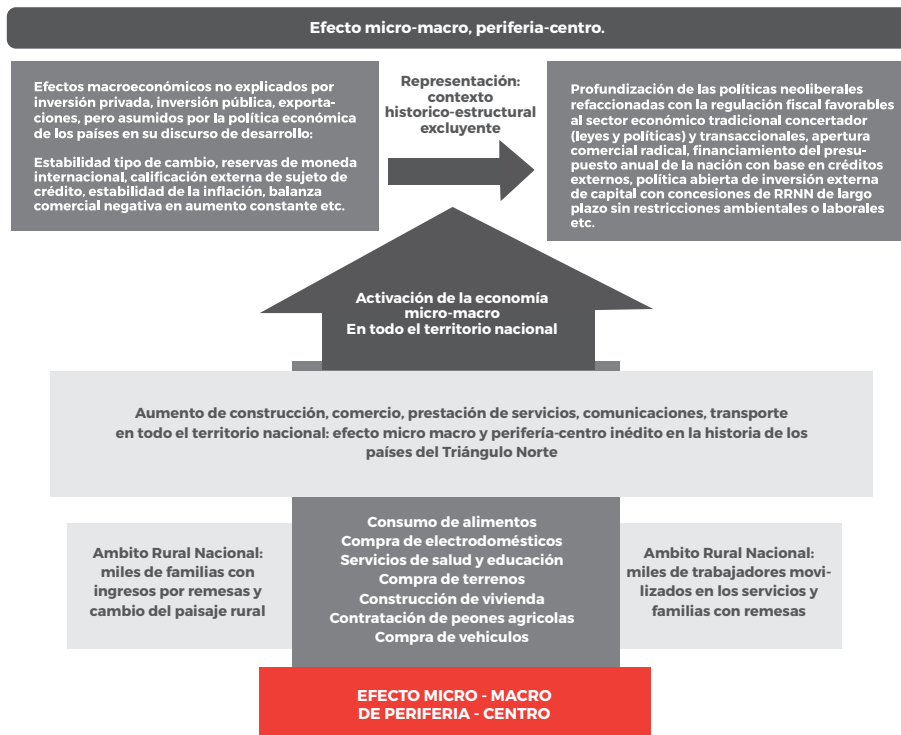 Efecto micro-macro, periferia-centro.
Efectos macroeconómicos no explicados por
inversión privada, inversión pública, exporta-
ciones, pero asumidos por la política económica
de los países en su discurso de desarrollo:
Estabilidad tipo de cambio, reservas de moneda
internacional, calificación externa de sujeto de
crédito, estabilidad de la inflación, balanza
comercial negativa en aumento constante etc.
Representación:
contexto
historico-estructural
excluyente
Profundización de las políticas neoliberales
refaccionadas con la regulación fiscal favorables
al sector económico tradicional concertador
(leyes y políticas) y transaccionales, apertura
comercial radical, financiamiento del presu-
puesto anual de la nación con base en créditos
externos, política abierta de inversión externa
de capital con concesiones de RRNN de largo
plazo sin restricciones ambientales o laborales
etc.
Activación de la economía
micro-macro
En todo el territorio nacional
Aumento de construcción, comercio, prestación de servicios, comunicaciones, transporte
en todo el territorio nacional: efecto micro macro y perifería-centro inédito en la historia de los
países del Triángulo Norte
Ambito Rural Nacional:
miles de familias con
ingresos por remesas y
cambio del paisaje rural
Consumo de alimentos
Compra de electrodomésticos
Servicios de salud y educación
Compra de terrenos
Construcción de vivienda
Contratación de peones agricolas
Compra de vehiculos
Ambito Rural Nacional:
miles de trabajadores movi-
lizados en los servicios y
familias con remesas
EFECTO MICRO - MACRO
DE PERIFERIA - CENTRO